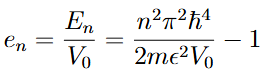 $e_n = \frac{E_n}{V_0} = \frac{n^2 \pi^2 \hbar^4}{2m\epsilon^2 V_0} - 1$